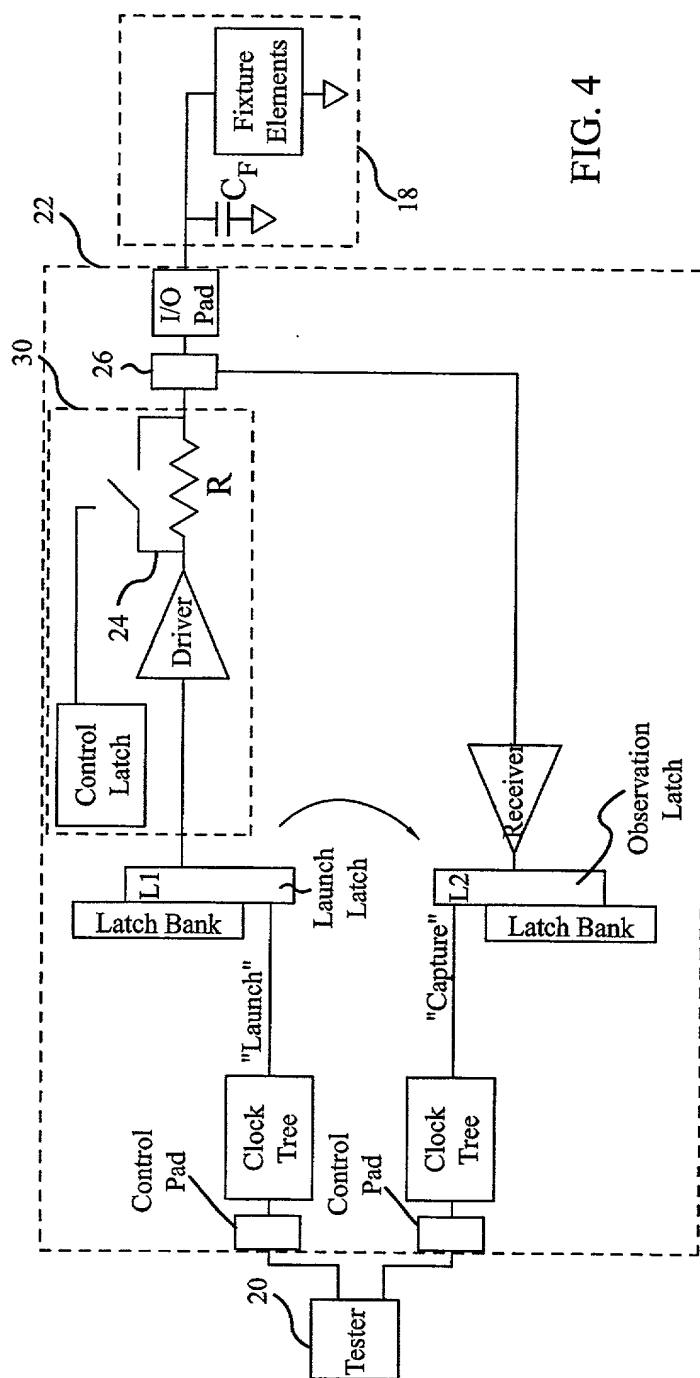 FIG. 4
20
Tester
Control
Pad
Clock
Tree
"Launch"
Latch Bank
L1
Launch
Latch
Control
Latch
24
Driver
R
30
26
I/O
Pad
22
C_F
Fixture
Elements
18
Control
Pad
Clock
Tree
"Capture"
Latch Bank
L2
Receiver
Observation
Latch